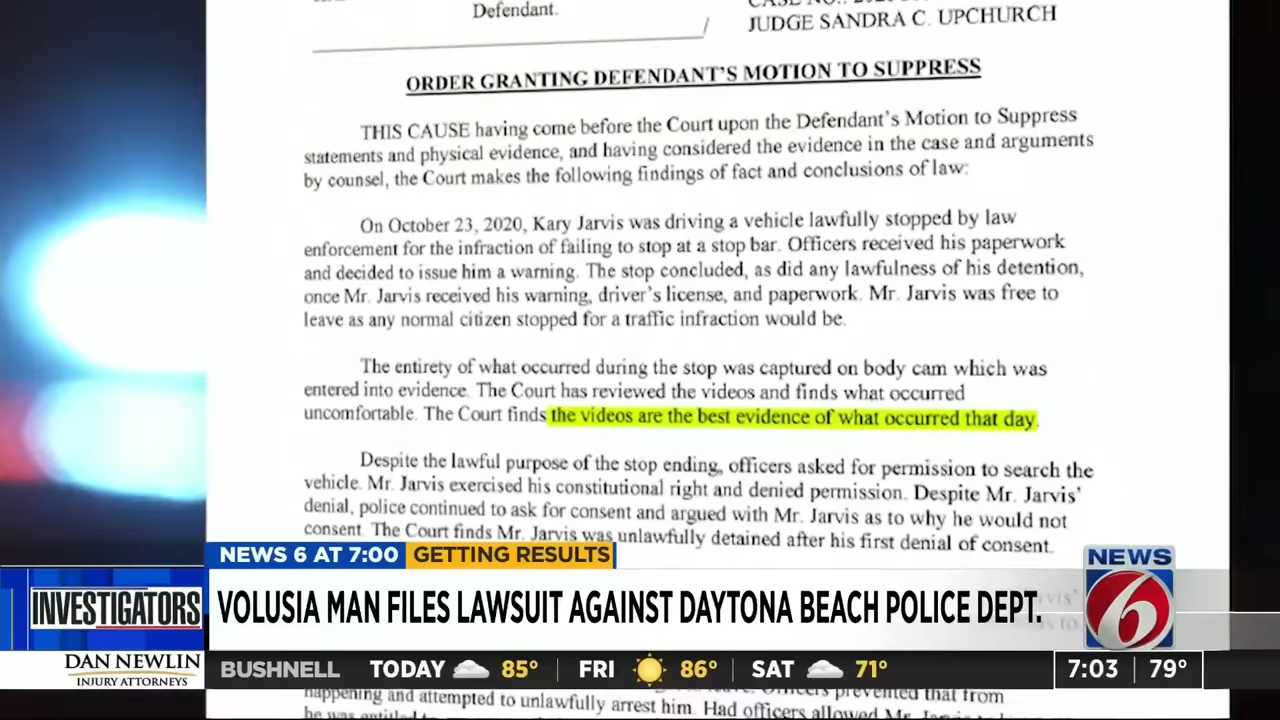 Defendant.
JUDGE SANDRA C. UPCHURCH
ORDER GRANTING DEFENDANT'S MOTION TO SUPPRESS
THIS CAUSE having come before the Court upon the Defendant's Motion to Suppress
statements and physical evidence, and having considered the evidence in the case and arguments
by counsel, the Court makes the following findings of fact and conclusions of law:
On October 23, 2020, Kary Jarvis was driving a vehicle lawfully stopped by law
enforcement for the infraction of failing to stop at a stop bar. Officers received his paperwork
and decided to issue him a warning. The stop concluded, as did any lawfulness of his detention,
once Mr. Jarvis received his warning, driver's license, and paperwork. Mr. Jarvis was free to
leave as any normal citizen stopped for a traffic infraction would be.
The entirety of what occurred during the stop was captured on body cam which was
entered into evidence. The Court has reviewed the videos and finds what occurred
uncomfortable. The Court finds the videos are the best evidence of what occurred that day.
Despite the lawful purpose of the stop ending, officers asked for permission to search the
vehicle. Mr. Jarvis exercised his constitutional right and denied permission. Despite Mr. Jarvis'
denial, police continued to ask for consent and argued with Mr. Jarvis as to why he would not
consent. The Court finds Mr. Jarvis was unlawfully detained after his first denial of consent.
NEWS 6 AT 7:00 GETTING RESULTS
NEWS
6
INVESTIGATORS
VOLUSIA MAN FILES LAWSUIT AGAINST DAYTONA BEACH POLICE DEPT.
DAN NEWLIN
INJURY ATTORNEYS
BUSHNELL TODAY 85° FRI 86° SAT 71° 7:03 79°
happening and attempted to unlawfully arrest him. Had officers allowed Mr. Jarvis to